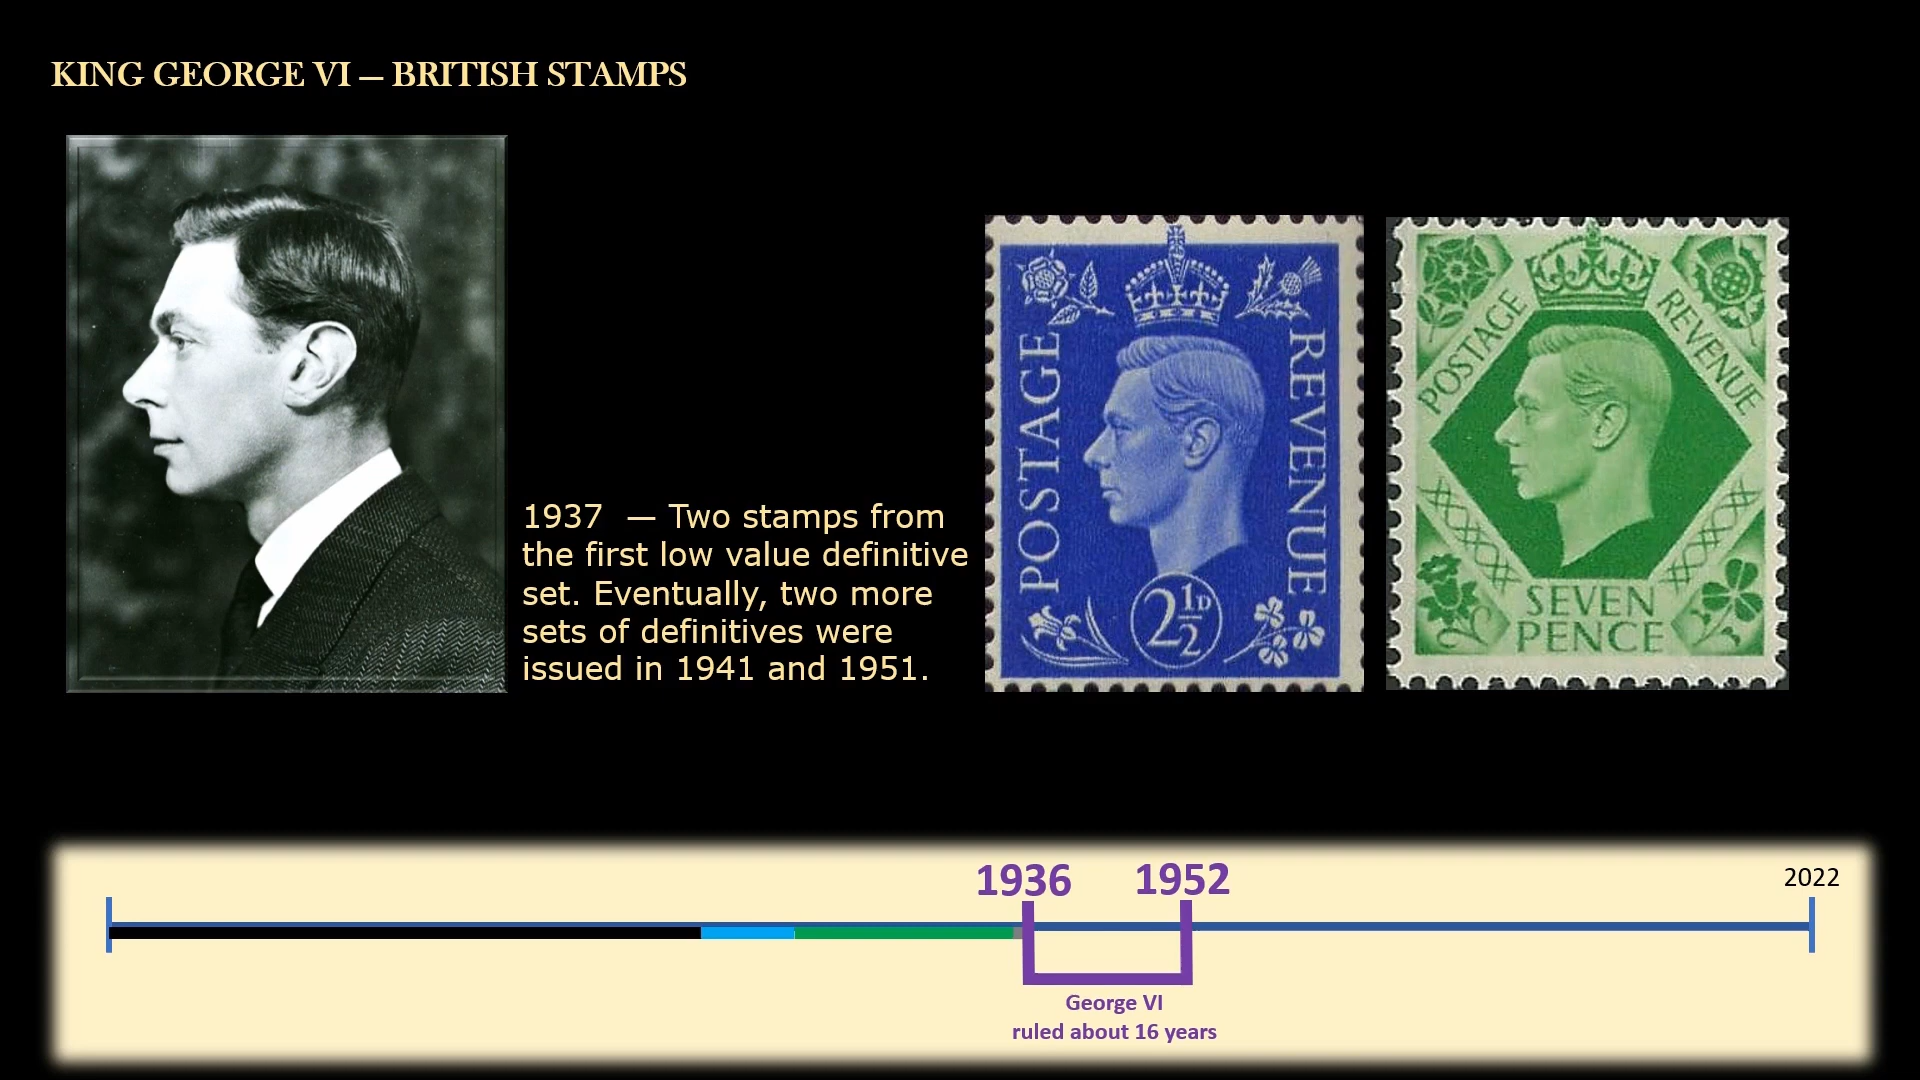 KING GEORGE VI — BRITISH STAMPS
1937 — Two stamps from
the first low value definitive
set. Eventually, two more
sets of definitives were
issued in 1941 and 1951.
POSTAGE
REVENUE
2½D
POSTAGE
REVENUE
SEVEN
PENCE
1936
1952
2022
George VI
ruled about 16 years